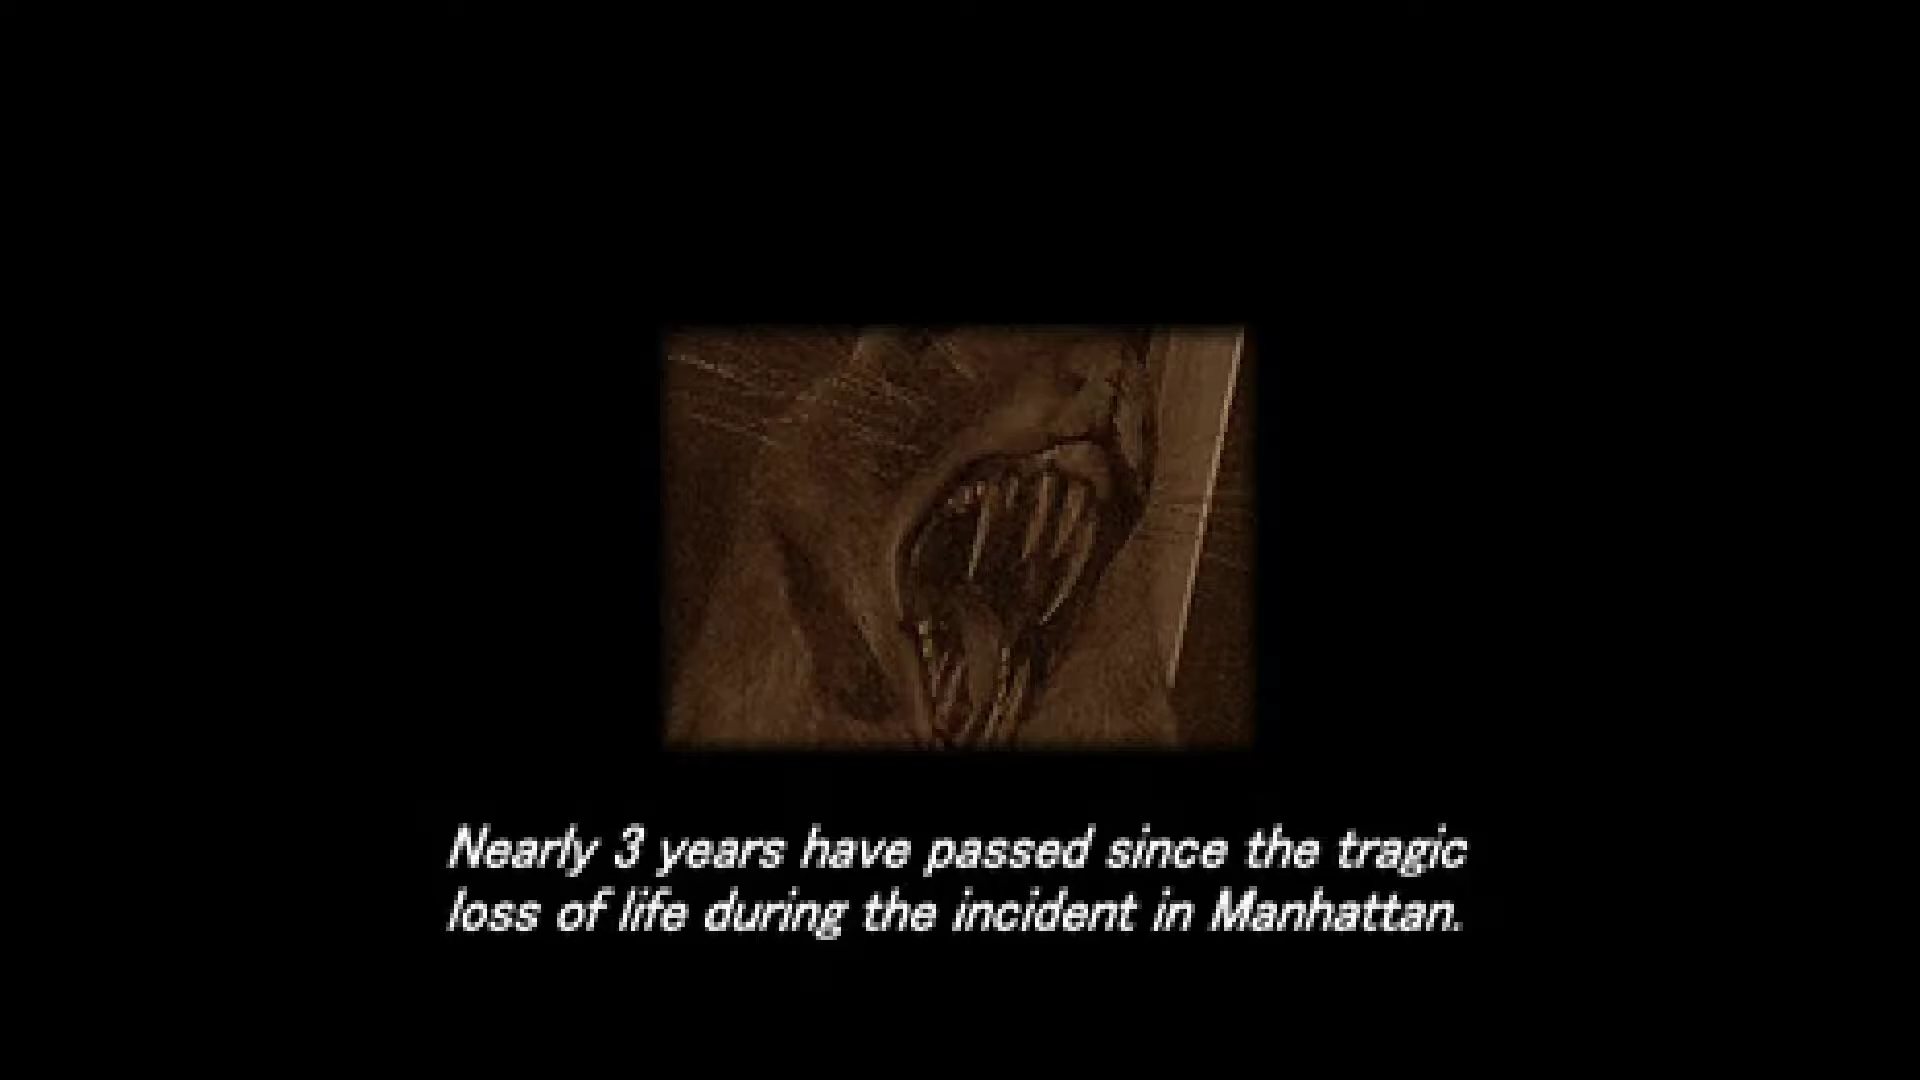 Nearly 3 years have passed since the tragic
loss of life during the incident in Manhattan.